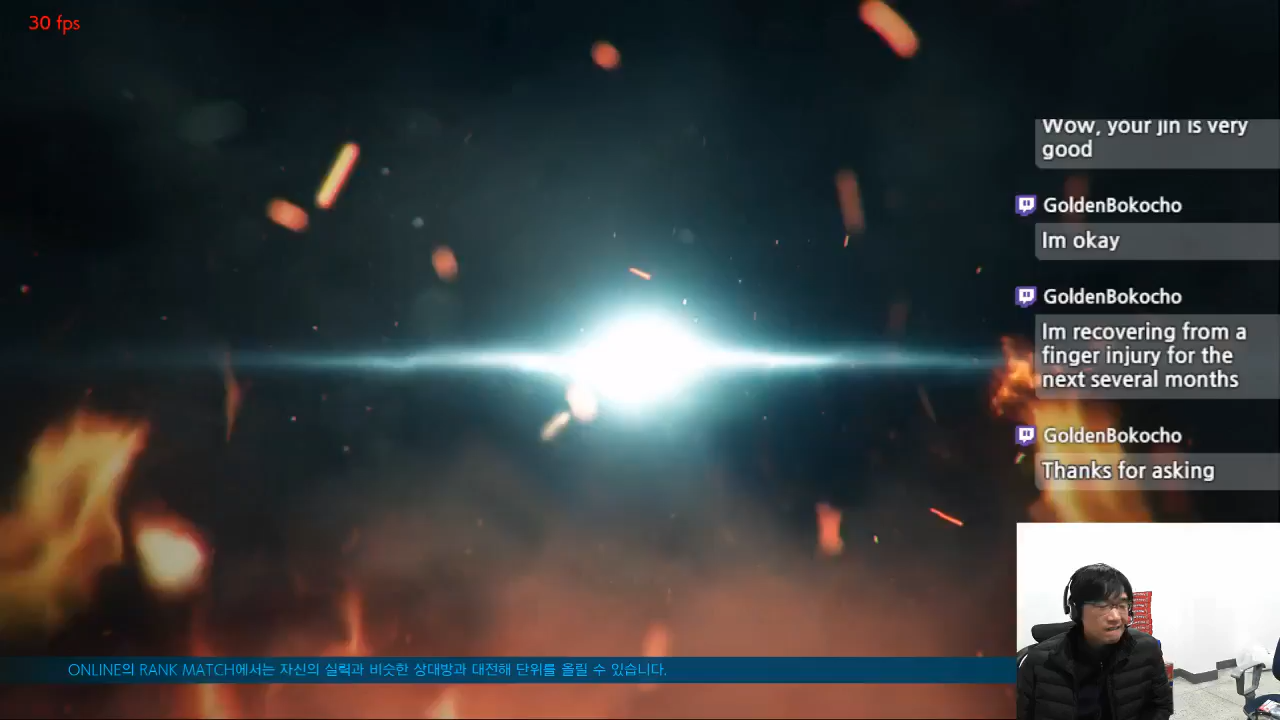 30 fps
Wow, your jin is very
good
GoldenBokocho
Im okay
GoldenBokocho
Im recovering from a
finger injury for the
next several months
GoldenBokocho
Thanks for asking
ONLINE의 RANK MATCH에서는 자신의 실력과 비슷한 상대방과 대전해 단위를 올릴 수 있습니다.